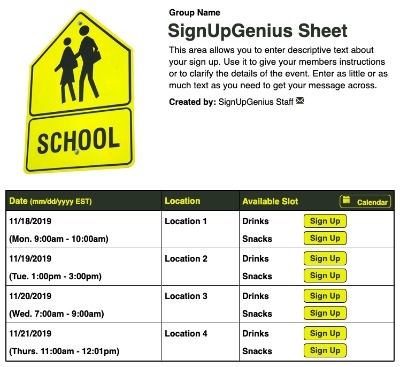 Group Name
SignUpGenius Sheet
This area allows you to enter descriptive text about
your sign up. Use it to give your members instructions
or to clarify the details of the event. Enter as little or as
much text as you need to get your message across.
Created by: SignUpGenius Staff
SCHOOL
Date (mm/dd/yyyy EST) Location Available Slot Calendar
11/18/2019 Location 1 Drinks Sign Up
(Mon. 9:00am - 10:00am) Snacks Sign Up
11/19/2019 Location 2 Drinks Sign Up
(Tue. 1:00pm - 3:00pm) Snacks Sign Up
11/20/2019 Location 3 Drinks Sign Up
(Wed. 7:00am - 9:00am) Snacks Sign Up
11/21/2019 Location 4 Drinks Sign Up
(Thurs. 11:00am - 12:01pm) Snacks Sign Up